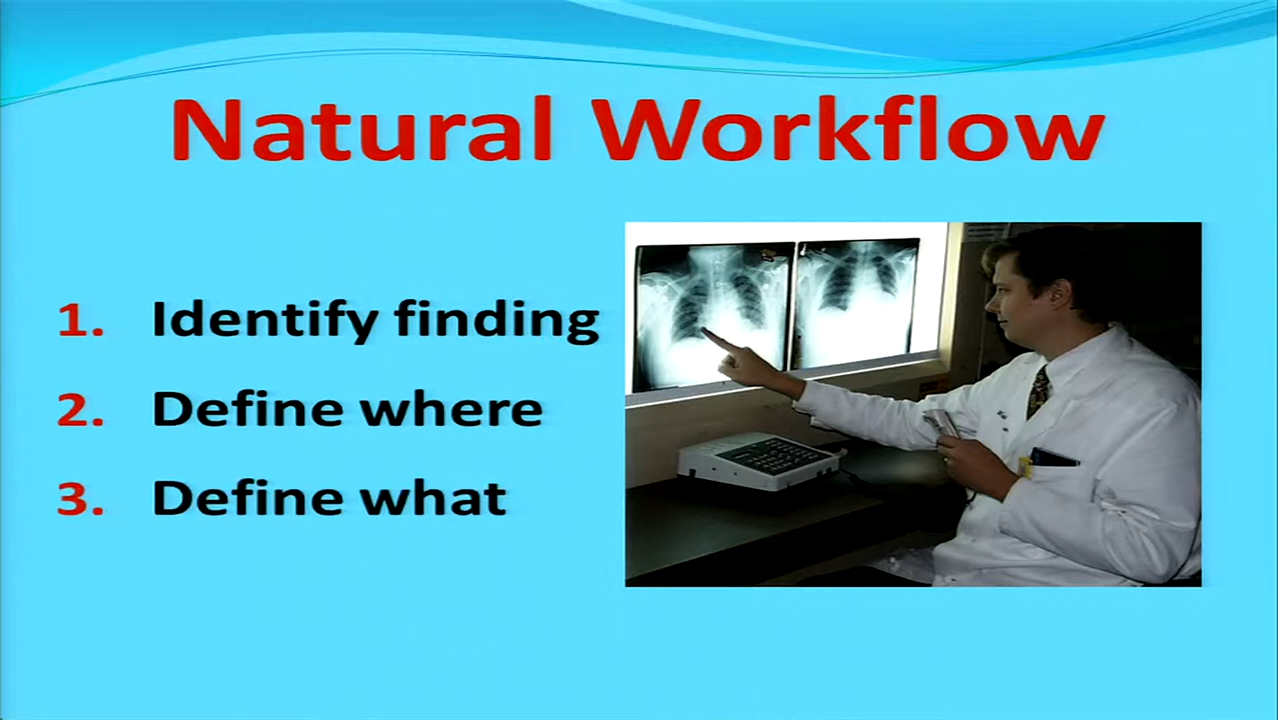 Natural Workflow
1. Identify finding
2. Define where
3. Define what